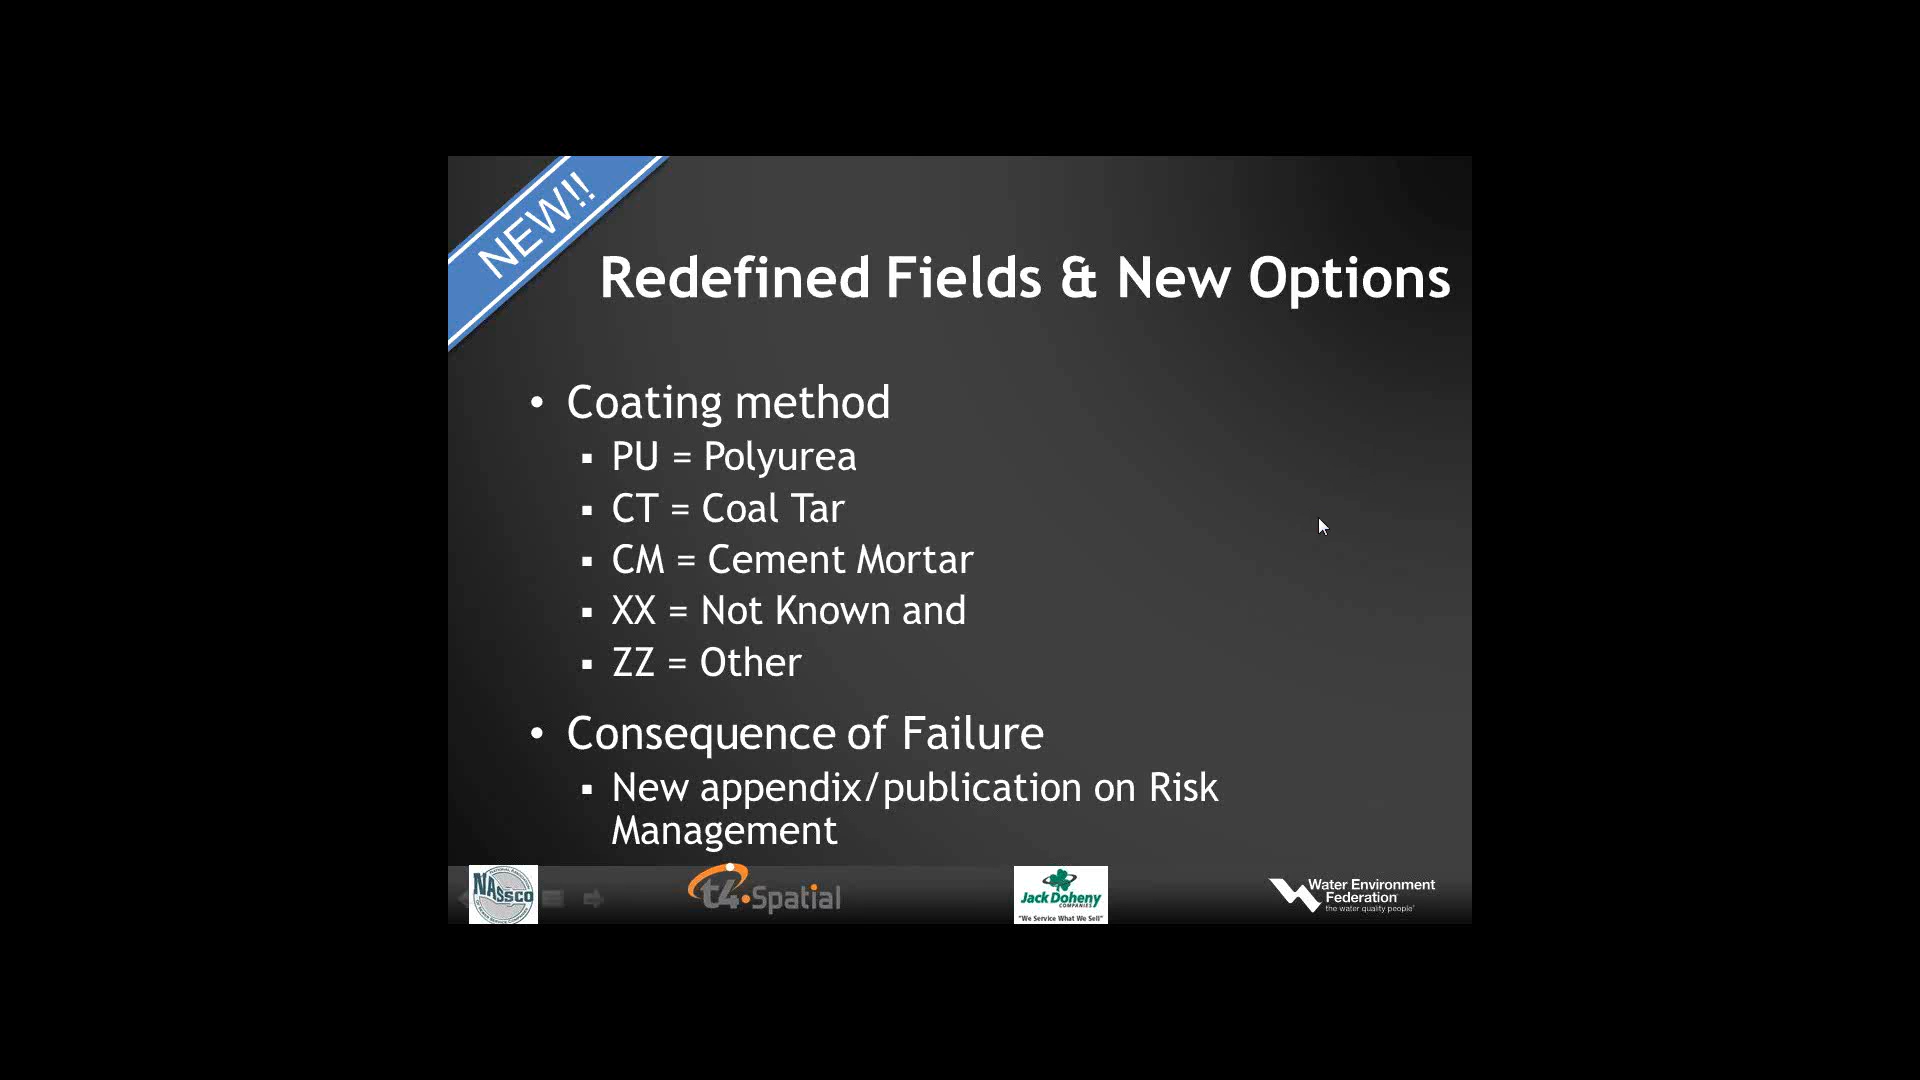 NEW!!
Redefined Fields & New Options
• Coating method
▪ PU = Polyurea
▪ CT = Coal Tar
▪ CM = Cement Mortar
▪ XX = Not Known and
▪ ZZ = Other
• Consequence of Failure
▪ New appendix/publication on Risk
Management
NASSCO
t4 Spatial
Jack Doheny
COMPANIES
"We Service What We Sell"
Water Environment
Federation
the water quality people